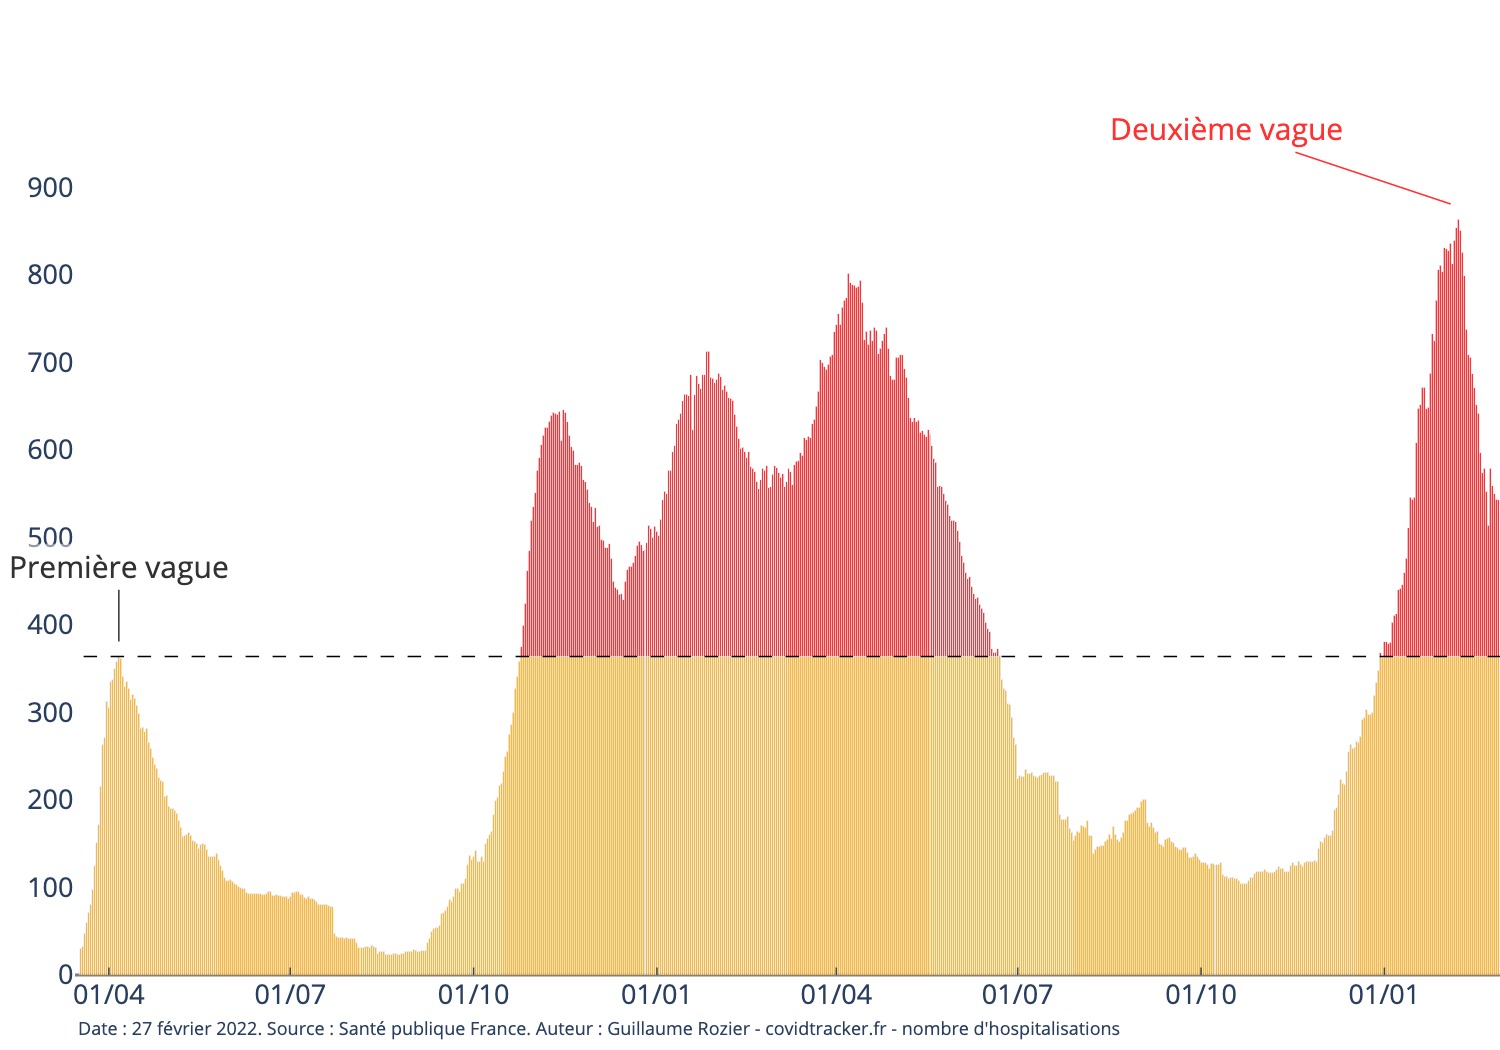 Deuxième vague
900
800
700
600
500
Première vague
400
300
200
100
0
01/04 01/07 01/10 01/01 01/04 01/07 01/10 01/01
Date : 27 février 2022. Source : Santé publique France. Auteur : Guillaume Rozier - covidtracker.fr - nombre d'hospitalisations